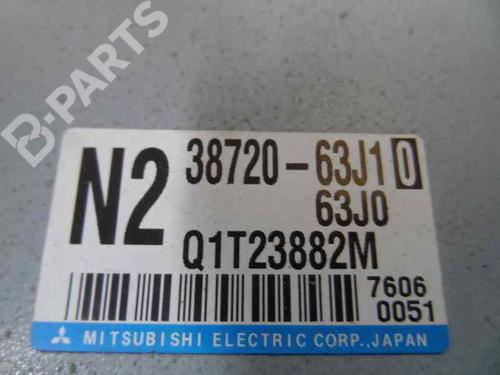 B-PARTS
N2
38720-63J10
63J0
Q1T23882M
7606
0051
MITSUBISHI ELECTRIC CORP., JAPAN